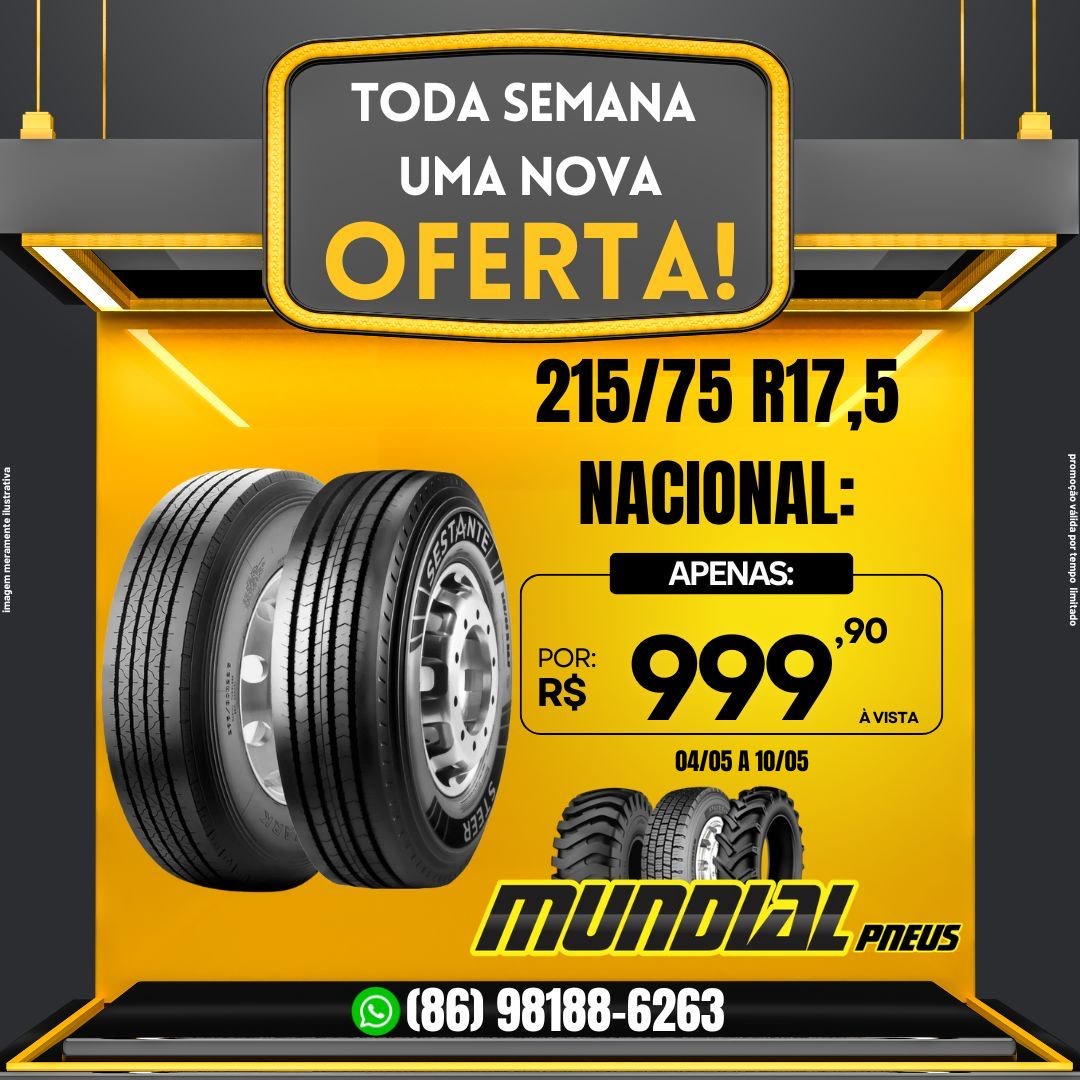 TODA SEMANA
UMA NOVA
OFERTA!
215/75 R17,5
NACIONAL:
APENAS:
POR:
R$ 999,90
À VISTA
04/05 A 10/05
SESTANTE
STEER
MUNDIAL PNEUS
(86) 98188-6263
imagem meramente ilustrativa
promoção válida por tempo limitado